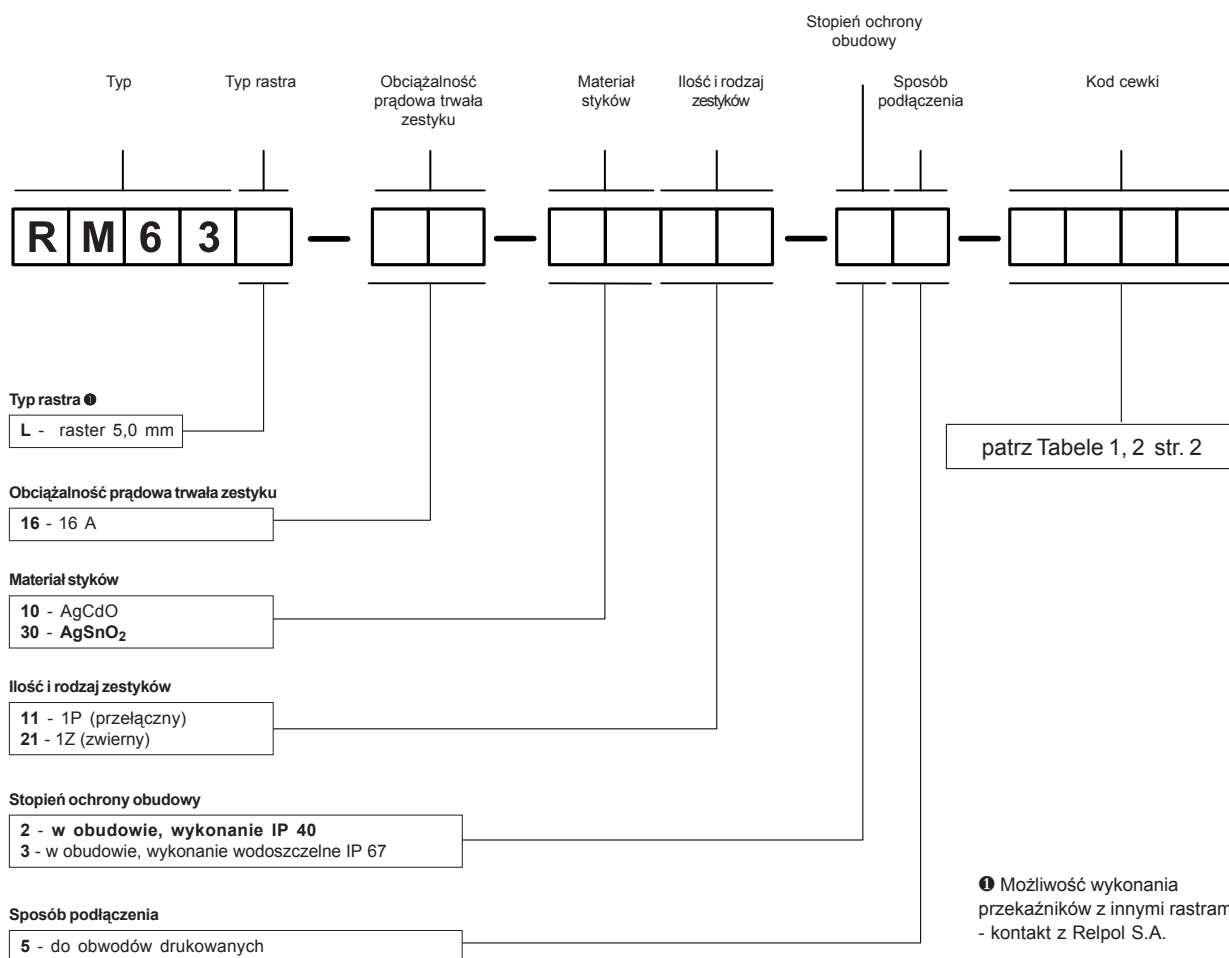 Stopień ochrony
obudowy
Typ
Typ rastra
Obciążalność
prądowa trwała
zestyku
Materiał
styków
Ilość i rodzaj
zestyków
Sposób
podłączenia
Kod cewki
R M 6 3
Typ rastra ❶
L - raster 5,0 mm
patrz Tabele 1, 2 str. 2
Obciążalność prądowa trwała zestyku
16 - 16 A
Materiał styków
10 - AgCdO
30 - AgSnO₂
Ilość i rodzaj zestyków
11 - 1P (przełączny)
21 - 1Z (zwierny)
Stopień ochrony obudowy
2 - w obudowie, wykonanie IP 40
3 - w obudowie, wykonanie wodoszczelne IP 67
❶ Możliwość wykonania
przekaźników z innymi rastram
- kontakt z Relpol S.A.
Sposób podłączenia
5 - do obwodów drukowanych